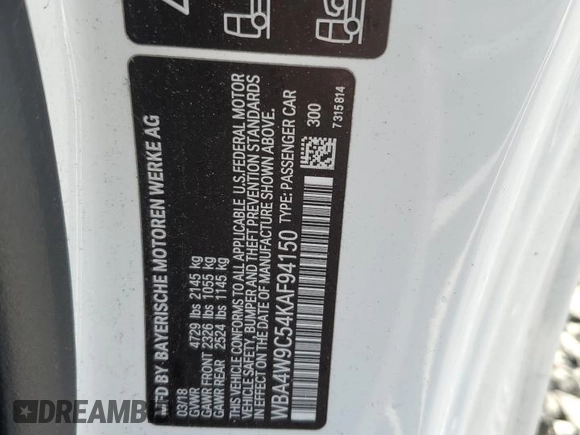 MFD BY BAYERISCHE MOTOREN WERKE AG
03/18
GVWR 4729 lbs 2145 kg
GAWR FRONT 2326 lbs 1055 kg
GAWR REAR 2524 lbs 1145 kg
THIS VEHICLE CONFORMS TO ALL APPLICABLE U.S. FEDERAL MOTOR
VEHICLE SAFETY, BUMPER AND THEFT PREVENTION STANDARDS
IN EFFECT ON THE DATE OF MANUFACTURE SHOWN ABOVE.
WBA4W9C54KAF94150 TYPE: PASSENGER CAR
300
7315814
DREAMB